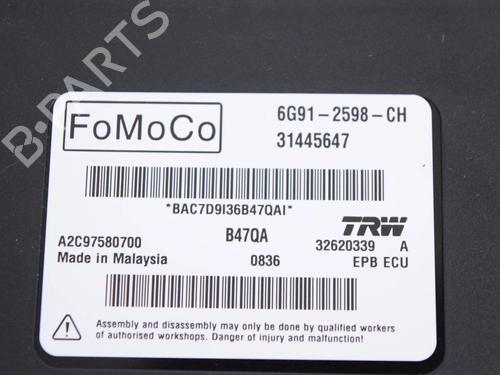 B-PARTS
FoMoCo
6G91-2598-CH
31445647
*BAC7D9I36B47QAI*
A2C97580700
B47QA
TRW
32620339 A
Made in Malaysia
0836
EPB ECU
Assembly and disassembly may only be done by qualified workers
of authorised workshops. Danger of injury and malfunction!